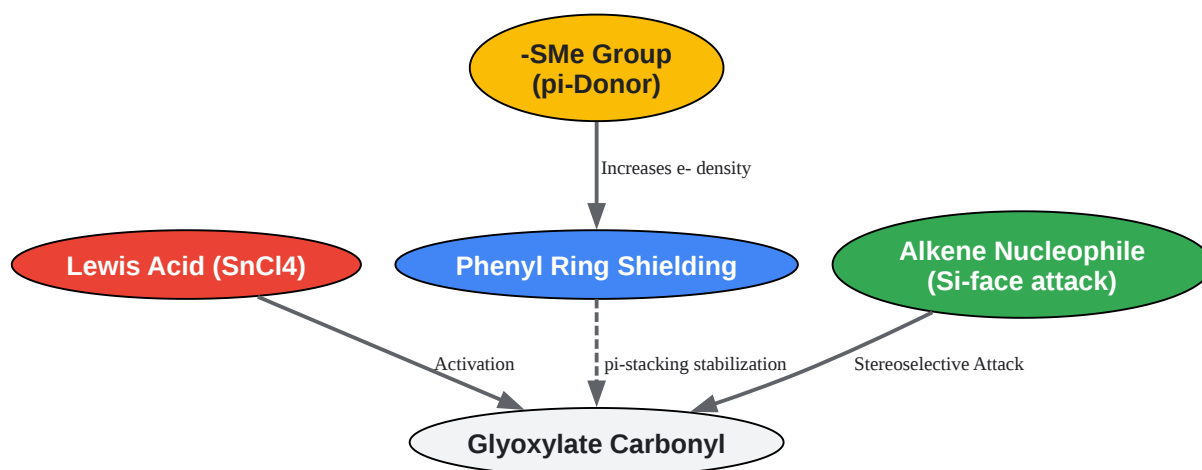 -SMe Group
(pi-Donor)
Increases e- density
Lewis Acid (SnCl4)
Phenyl Ring Shielding
Alkene Nucleophile
(Si-face attack)
Activation
pi-stacking stabilization
Stereoselective Attack
Glyoxylate Carbonyl